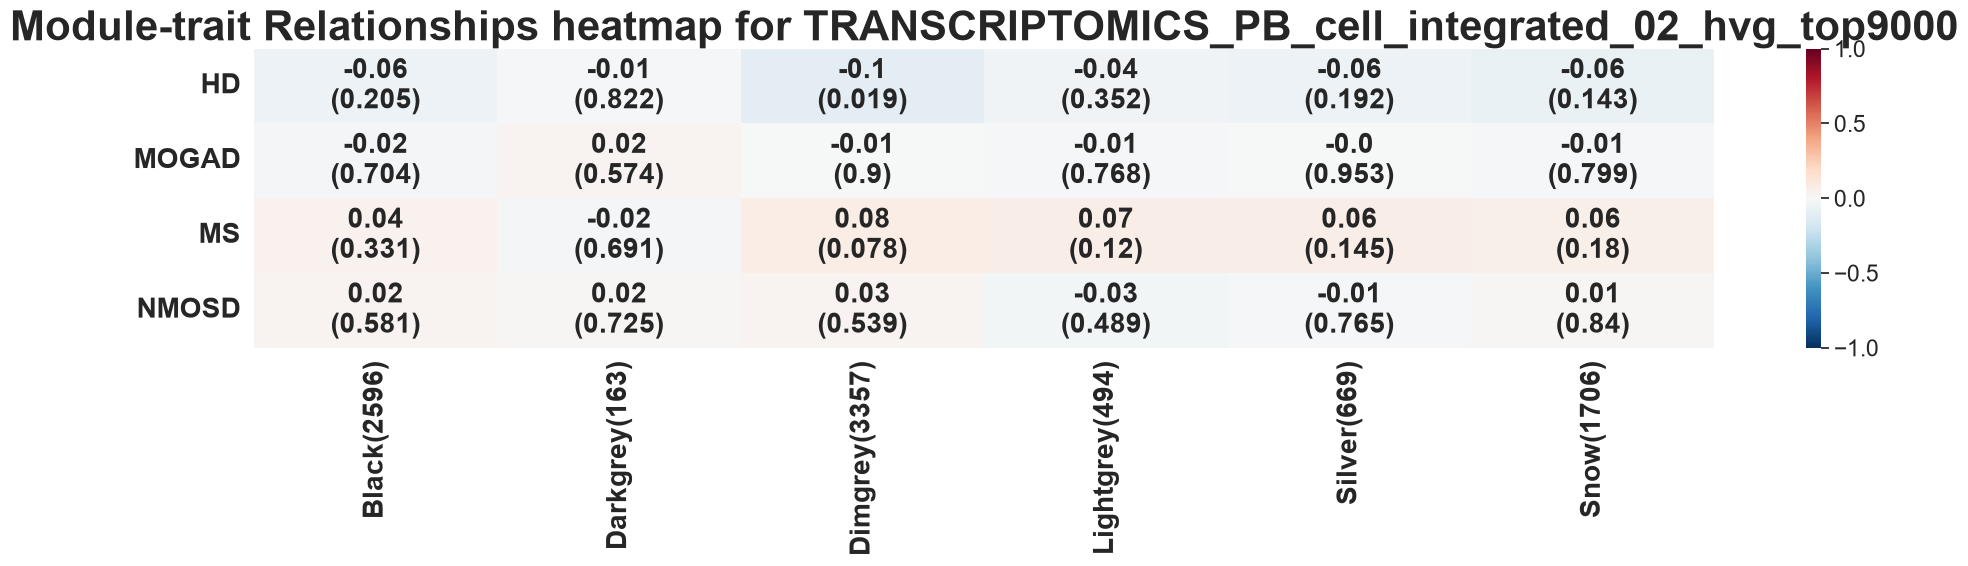 Module-trait Relationships heatmap for TRANSCRIPTOMICS_PB_cell_integrated_02_hvg_top9000
HD
-0.06 -0.01 -0.1 -0.04 -0.06 -0.06
(0.205) (0.822) (0.019) (0.352) (0.192) (0.143)
MOGAD
-0.02 0.02 -0.01 -0.01 -0.0 -0.01
(0.704) (0.574) (0.9) (0.768) (0.953) (0.799)
MS
0.04 -0.02 0.08 0.07 0.06 0.06
(0.331) (0.691) (0.078) (0.12) (0.145) (0.18)
NMOSD
0.02 0.02 0.03 -0.03 -0.01 0.01
(0.581) (0.725) (0.539) (0.489) (0.765) (0.84)
Black(2596)
Darkgrey(163)
Dimgrey(3357)
Lightgrey(494)
Silver(669)
Snow(1706)
1.0
0.5
0.0
−0.5
−1.0